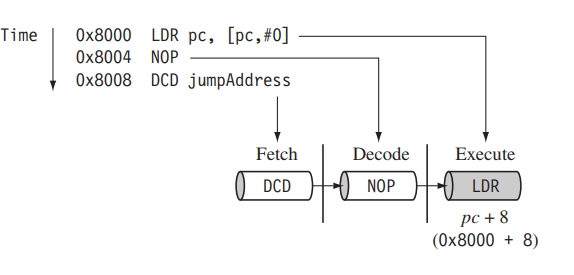 Time 0x8000 LDR pc, [pc,#0]
0x8004 NOP
0x8008 DCD jumpAddress
Fetch Decode Execute
DCD NOP LDR
pc + 8
(0x8000 + 8)